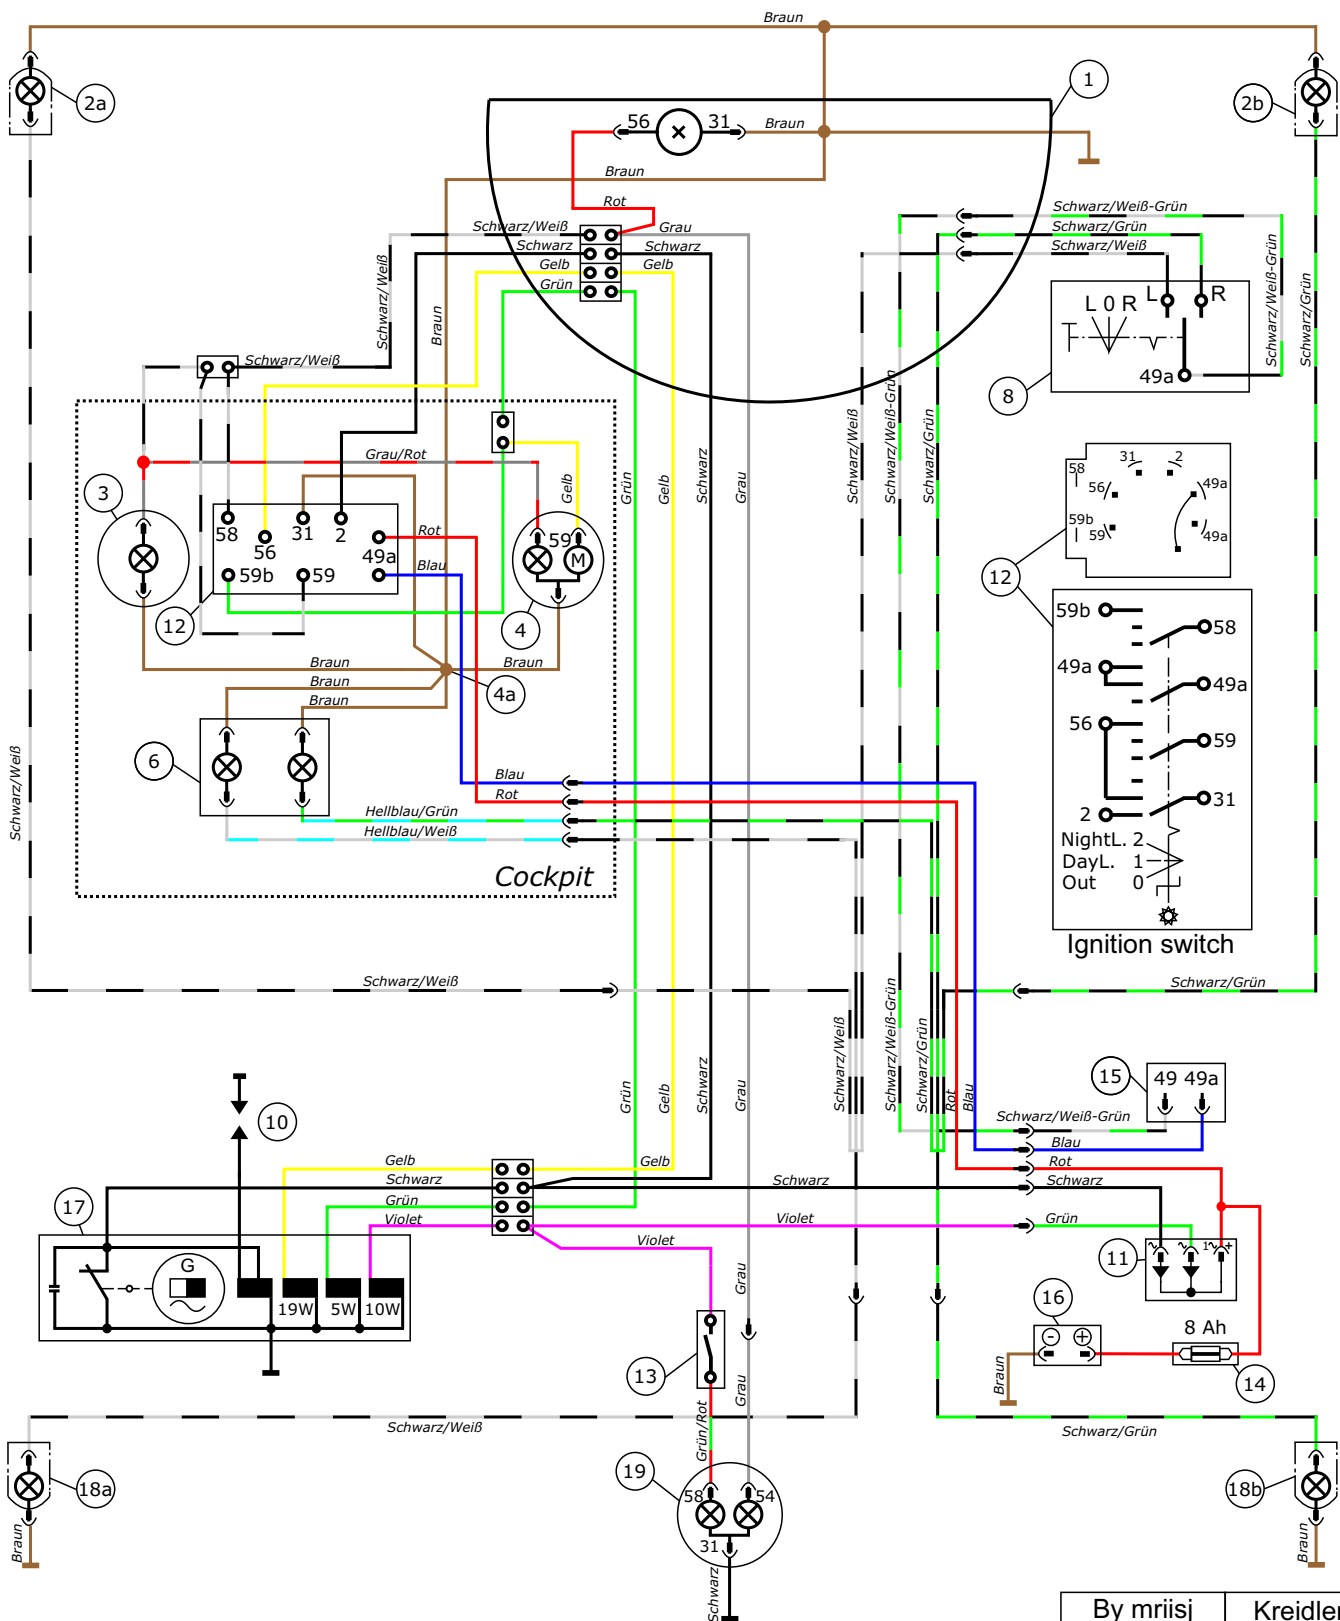 Braun
1
2a
2b
56
31
Braun
Braun
Rot
Schwarz/Weiß
Grau
Schwarz
Schwarz
Gelb
Gelb
Grün
Schwarz/Weiß-Grün
Schwarz/Grün
Schwarz/Weiß
Schwarz/Weiß
Braun
Schwarz/Weiß-Grün
Schwarz/Grün
L
R
L 0 R
49a
8
Schwarz/Weiß
Grau/Rot
Gelb
Grün
Gelb
Schwarz
Grau
Schwarz/Weiß
Schwarz/Weiß-Grün
Schwarz/Grün
3
58
56
31
2
49a
Rot
59b
59
Blau
12
59
M
4
58
31
2
56
49a
59b
59
49a
12
59b
58
49a
49a
56
59
2
31
NightL. 2
DayL. 1
Out 0
Ignition switch
Braun
Braun
Braun
Braun
4a
6
Blau
Rot
Hellblau/Grün
Hellblau/Weiß
Cockpit
Schwarz/Weiß
Schwarz/Weiß
Schwarz/Grün
Grün
Gelb
Schwarz
Grau
Schwarz/Weiß
Schwarz/Weiß-Grün
Schwarz/Grün
Rot
Blau
15
49 49a
Schwarz/Weiß-Grün
Blau
Rot
Schwarz
10
Gelb
Gelb
Schwarz
Schwarz
Grün
Violet
Violet
Grün
Violet
17
G
19W
5W
10W
11
1
+
16
-
+
8 Ah
14
Braun
Grau
13
Grau
Grün/Rot
Schwarz/Weiß
Schwarz/Grün
19
58
54
31
Schwarz
18a
Braun
18b
Braun
By mriisj
Kreidler